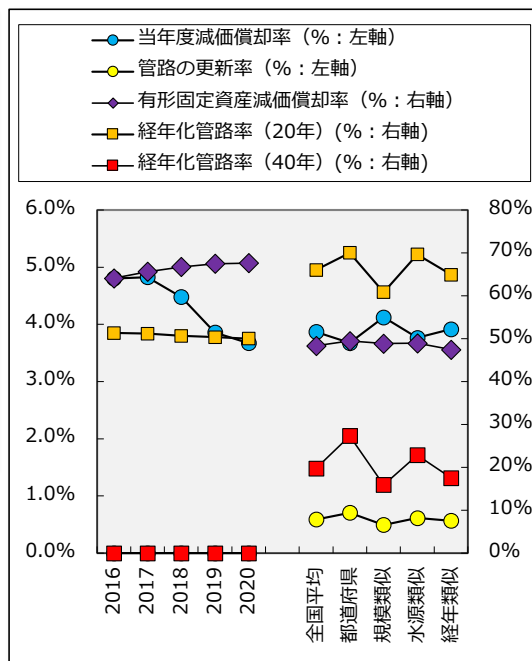 当年度減価償却率（%：左軸）
管路の更新率（%：左軸）
有形固定資産減価償却率（%：右軸）
経年化管路率（20年）(%：右軸)
経年化管路率（40年）(%：右軸)
6.0%
5.0%
4.0%
3.0%
2.0%
1.0%
0.0%
80%
70%
60%
50%
40%
30%
20%
10%
0%
2016
2017
2018
2019
2020
全国平均
都道府県
規模類似
水源類似
経年類似